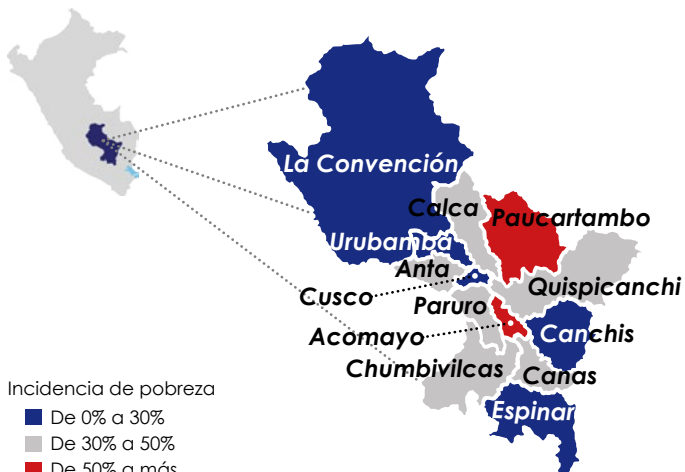 La Convención
Calca
Paucartambo
Urubamba
Anta
Quispicanchi
Cusco
Paruro
Acomayo
Canchis
Chumbivilcas
Canas
Espinar
Incidencia de pobreza
De 0% a 30%
De 30% a 50%
De 50% a más